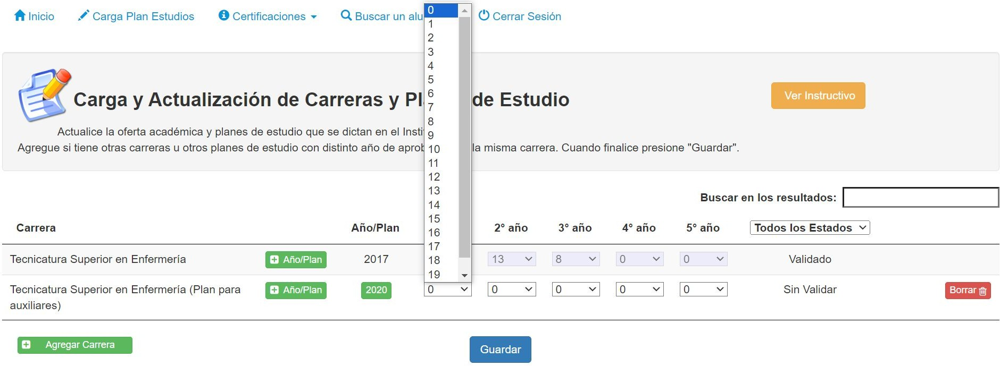 Inicio Carga Plan Estudios Certificaciones Buscar un alu Cerrar Sesión
0
1
2
3
4
5
6
7
8
9
10
11
12
13
14
15
16
17
18
19
Carga y Actualización de Carreras y Pl de Estudio
Ver Instructivo
Actualice la oferta académica y planes de estudio que se dictan en el Insti
Agregue si tiene otras carreras u otros planes de estudio con distinto año de aprob la misma carrera. Cuando finalice presione "Guardar".
Buscar en los resultados:
Carrera Año/Plan 2° año 3° año 4° año 5° año Todos los Estados
Tecnicatura Superior en Enfermería Año/Plan 2017 13 8 0 0 Validado
Tecnicatura Superior en Enfermería (Plan para Año/Plan 2020 0 0 0 0 0 Sin Validar Borrar
auxiliares)
Agregar Carrera
Guardar